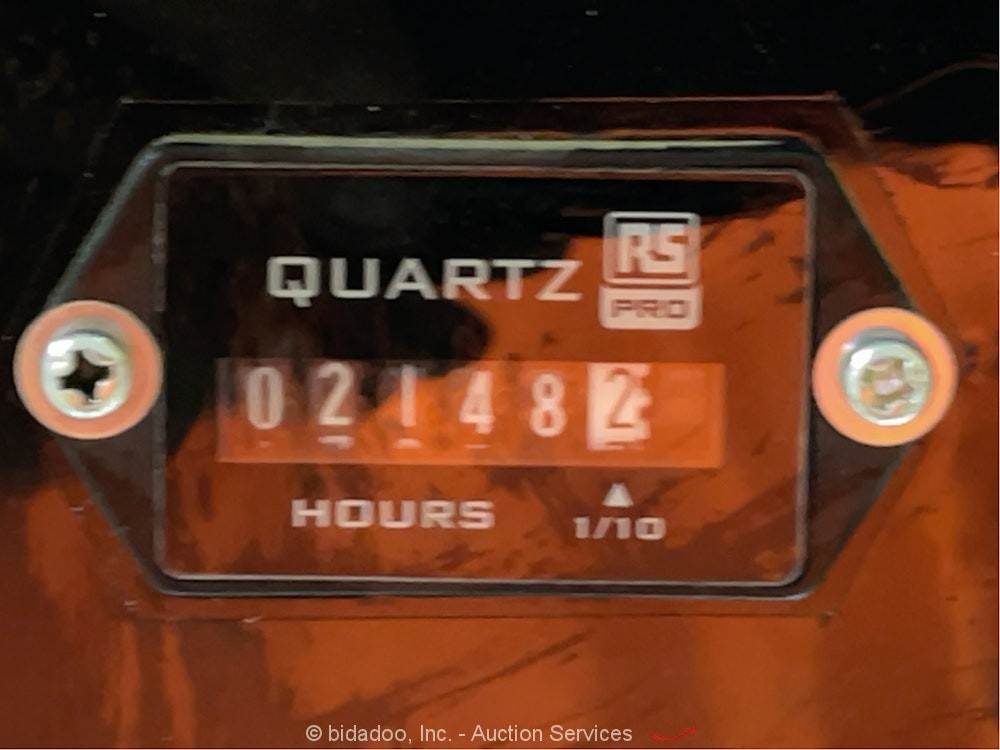 QUARTZ
RS
PRO
021482
HOURS
1/10
© bidadoo, Inc. - Auction Services